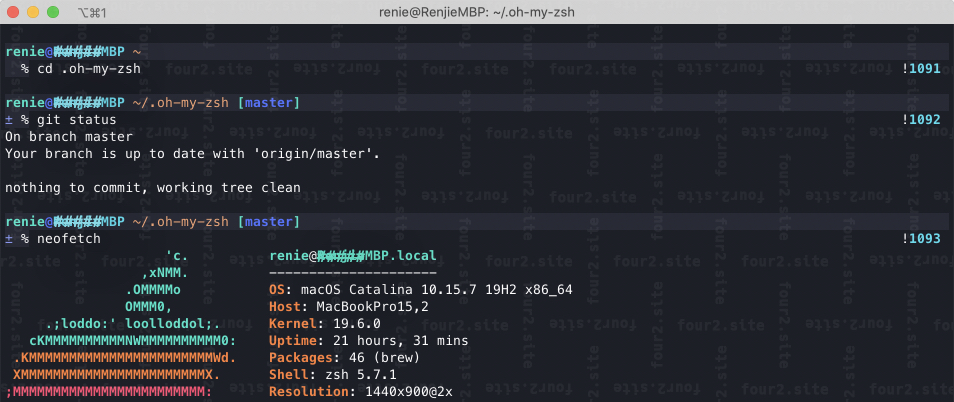 ⌥⌘1 renie@RenjieMBP: ~/.oh-my-zsh
renie@#####MBP ~
% cd .oh-my-zsh !1091
renie@#####MBP ~/.oh-my-zsh [master]
± % git status !1092
On branch master
Your branch is up to date with 'origin/master'.
nothing to commit, working tree clean
renie@#####MBP ~/.oh-my-zsh [master]
± % neofetch !1093
'c. renie@#####MBP.local
,xNMM. ---------------------
.OMMMMo OS: macOS Catalina 10.15.7 19H2 x86_64
OMMM0, Host: MacBookPro15,2
.;loddo:' loolloddol;. Kernel: 19.6.0
cKMMMMMMMMMMNWMMMMMMMMMM0: Uptime: 21 hours, 31 mins
.KMMMMMMMMMMMMMMMMMMMMMMMWd. Packages: 46 (brew)
XMMMMMMMMMMMMMMMMMMMMMMMX. Shell: zsh 5.7.1
;MMMMMMMMMMMMMMMMMMMMMMMM: Resolution: 1440x900@2x
four2.site